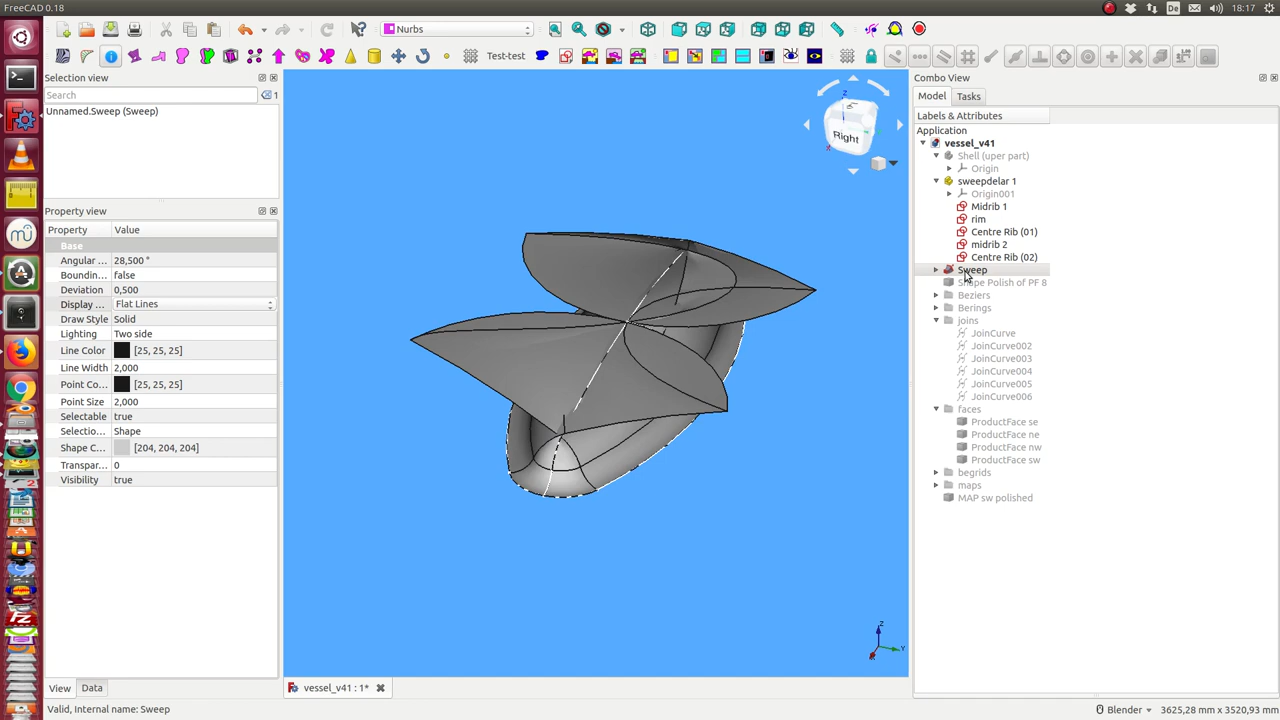 FreeCAD 0.18
De
18:17
Nurbs
Test-test
Selection view
Search
1
Unnamed.Sweep (Sweep)
Property view
Property Value
Base
Angular ... 28,500 °
Boundin... false
Deviation 0,500
Display ... Flat Lines
Draw Style Solid
Lighting Two side
Line Color [25, 25, 25]
Line Width 2,000
Point Co... [25, 25, 25]
Point Size 2,000
Selectable true
Selectio... Shape
Shape C... [204, 204, 204]
Transpar... 0
Visibility true
View Data
Valid, Internal name: Sweep
Z
Right
X
Z
Y
X
vessel_v41 : 1*
Combo View
Model Tasks
Labels & Attributes
Application
vessel_v41
Shell (uper part)
Origin
sweepdelar 1
Origin001
Midrib 1
rim
Centre Rib (01)
midrib 2
Centre Rib (02)
Sweep
Shape Polish of PF 8
Beziers
Berings
joins
JoinCurve
JoinCurve002
JoinCurve003
JoinCurve004
JoinCurve005
JoinCurve006
faces
ProductFace se
ProductFace ne
ProductFace nw
ProductFace sw
begrids
maps
MAP sw polished
Blender
3625,28 mm x 3520,93 mm